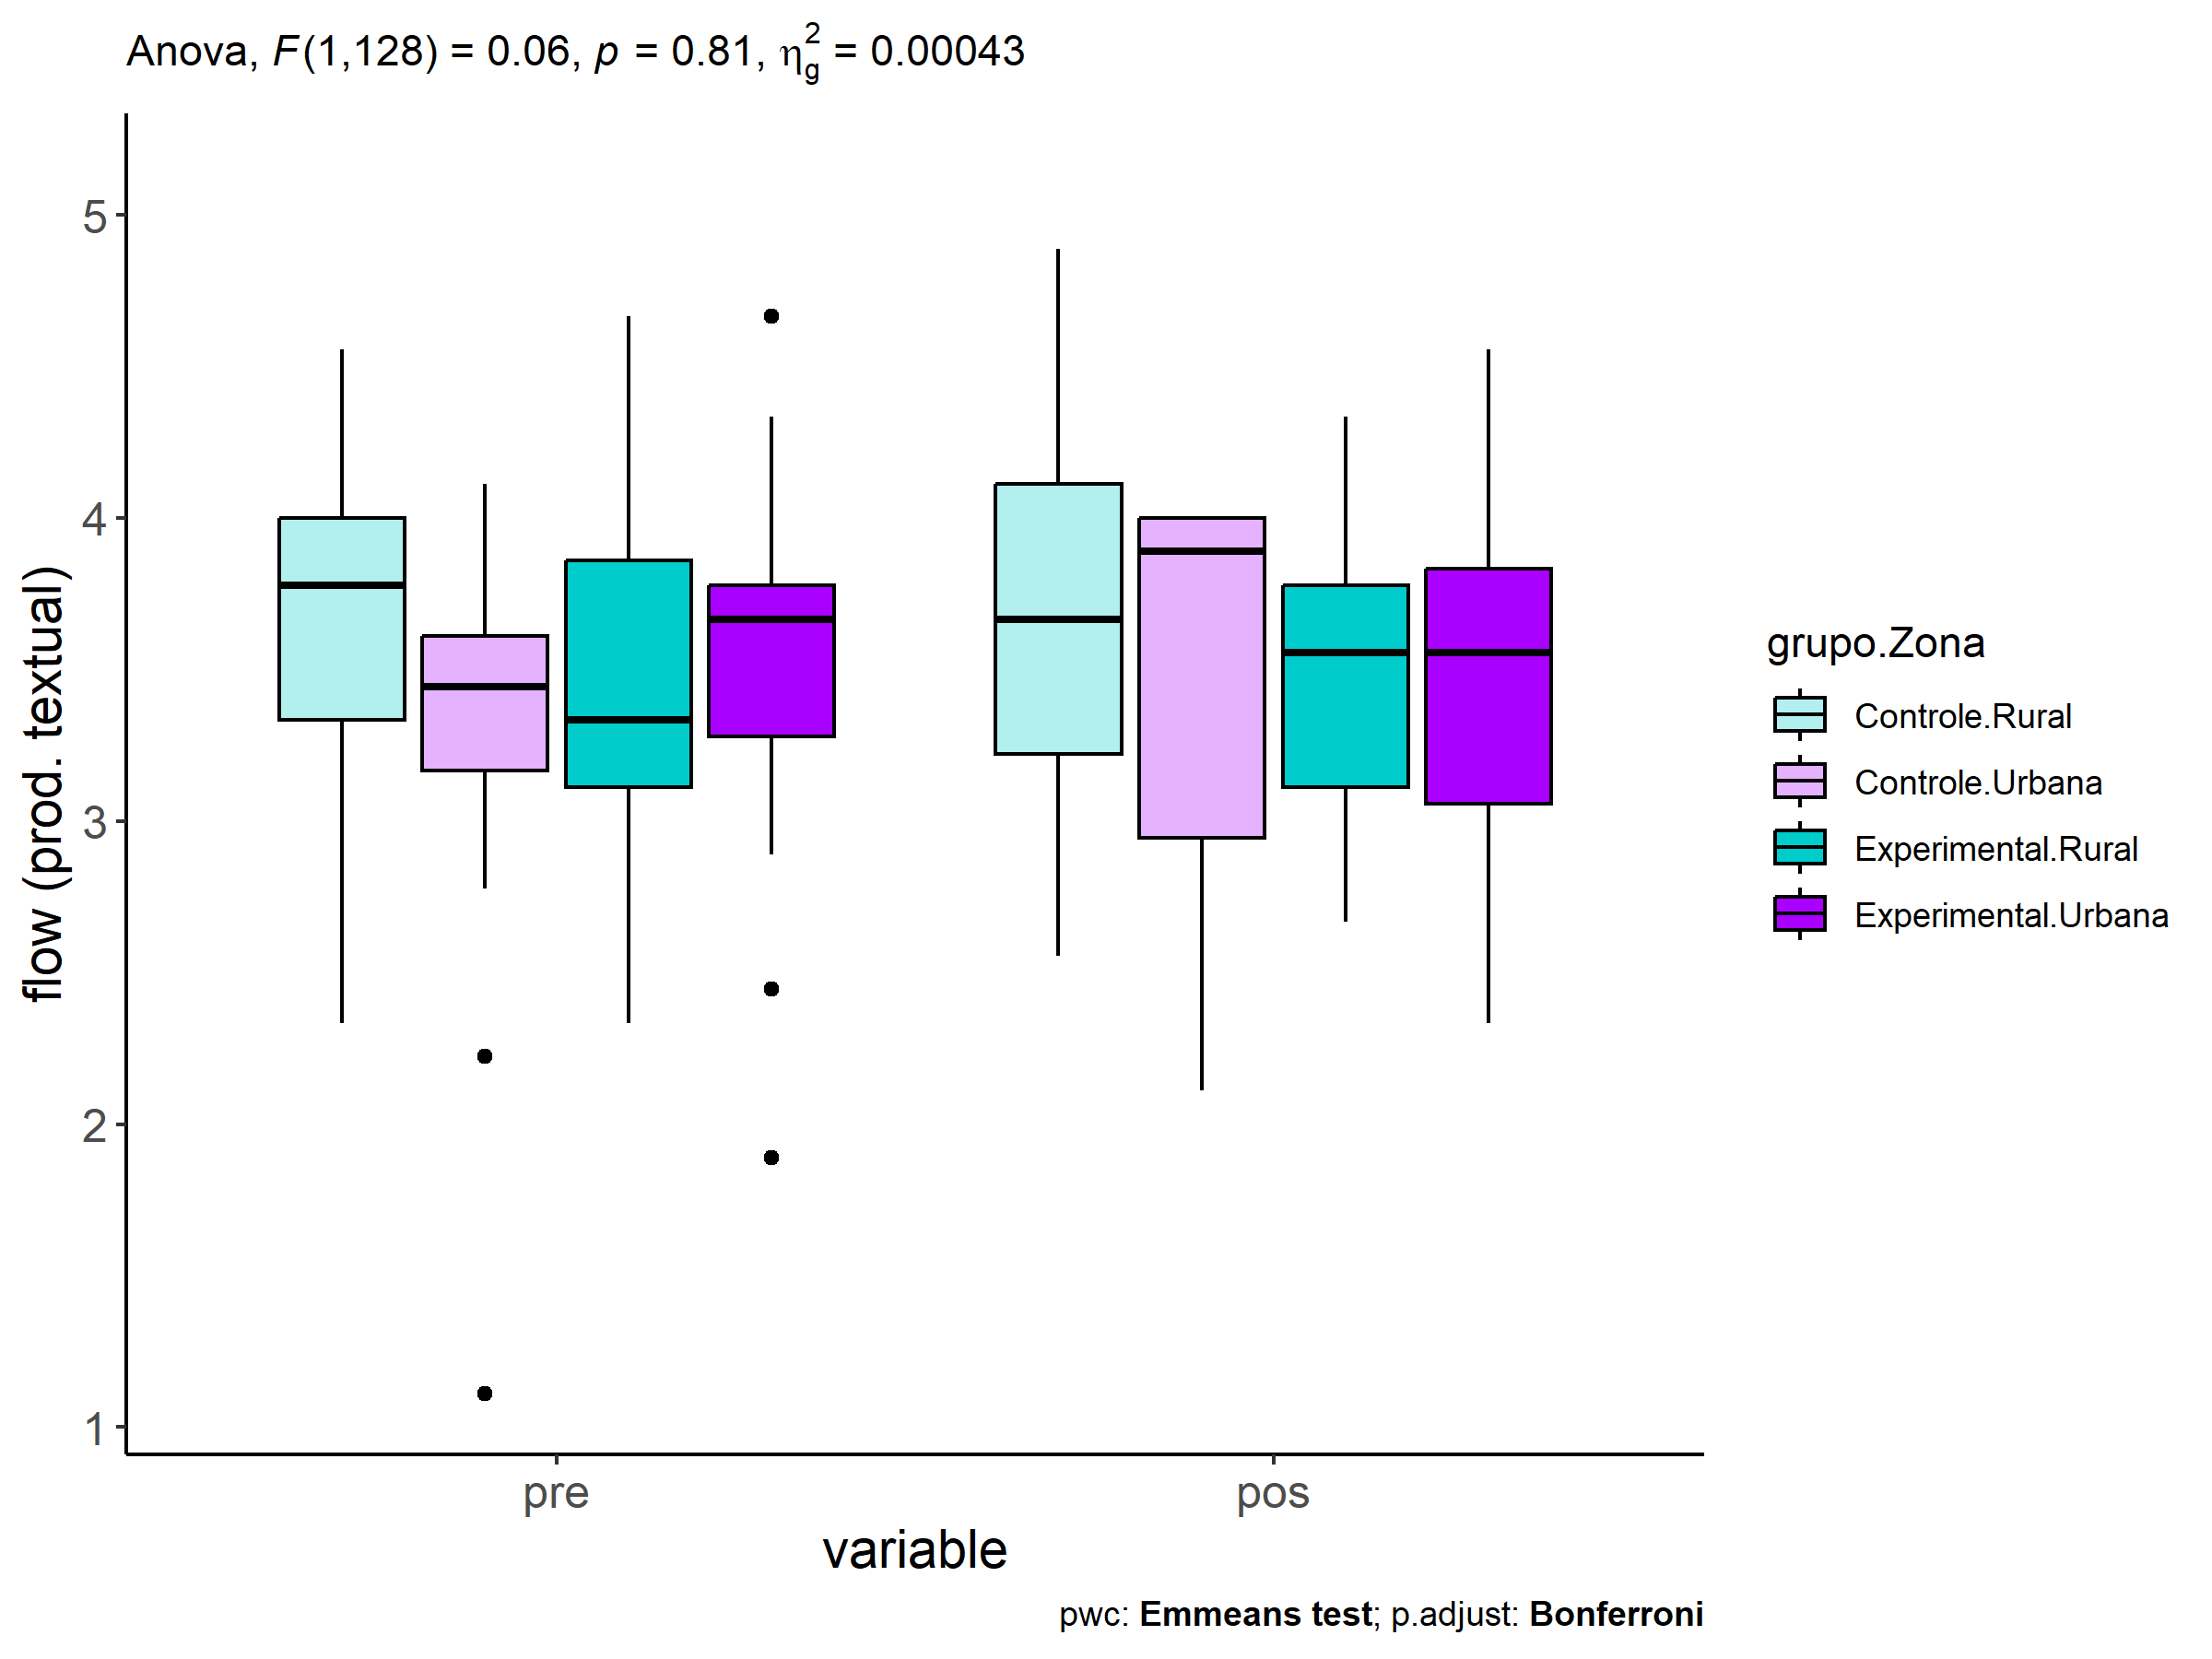 Anova, F(1,128) = 0.06, p = 0.81, η²g = 0.00043
flow (prod. textual)
5
4
3
2
1
pre
pos
variable
grupo.Zona
Controle.Rural
Controle.Urbana
Experimental.Rural
Experimental.Urbana
pwc: Emmeans test; p.adjust: Bonferroni